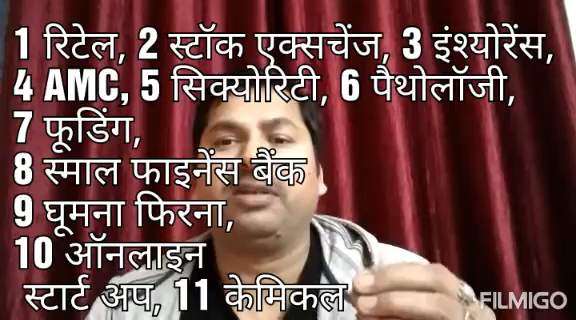 1 रिटेल, 2 स्टॉक एक्सचेंज, 3 इंश्योरेंस,
4 AMC, 5 सिक्योरिटी, 6 पैथोलॉजी,
7 फूडिंग,
8 स्माल फाइनेंस बैंक
9 घूमना फिरना,
10 ऑनलाइन
स्टार्ट अप, 11 केमिकल
FILMIGO